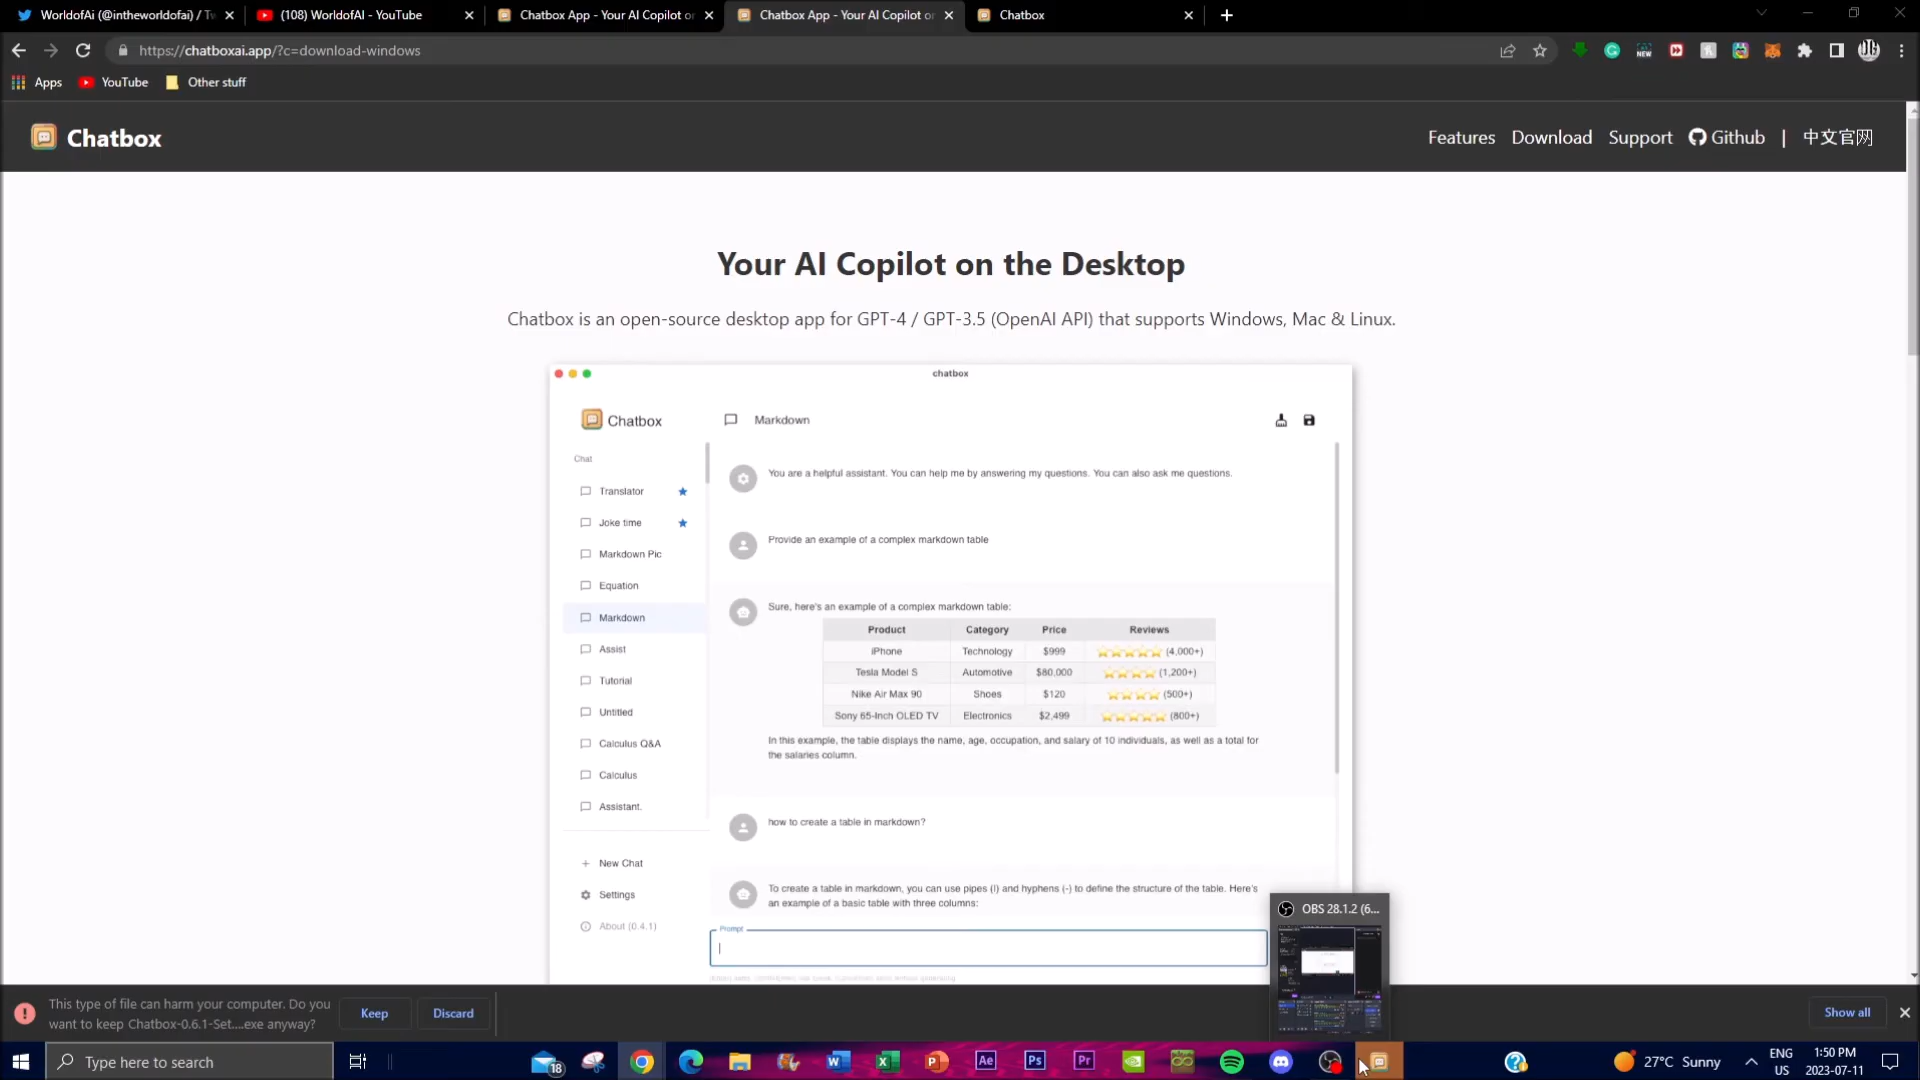 WorldofAi (@intheworldofai) / Tw
(108) WorldofAI - YouTube
Chatbox App - Your AI Copilot or
Chatbox App - Your AI Copilot or
Chatbox
https://chatboxai.app/?c=download-windows
Apps
YouTube
Other stuff
Chatbox
Features
Download
Support
Github
|
中文官网
Your AI Copilot on the Desktop
Chatbox is an open-source desktop app for GPT-4 / GPT-3.5 (OpenAI API) that supports Windows, Mac & Linux.
chatbox
Chatbox
Markdown
Chat
Translator
Joke time
Markdown Pic
Equation
Markdown
Assist
Tutorial
Untitled
Calculus Q&A
Calculus
Assistant.
New Chat
Settings
About (0.4.1)
You are a helpful assistant. You can help me by answering my questions. You can also ask me questions.
Provide an example of a complex markdown table
Sure, here's an example of a complex markdown table:
Product Category Price Reviews
iPhone Technology $999 ⭐⭐⭐⭐⭐ (4,000+)
Tesla Model S Automotive $80,000 ⭐⭐⭐⭐ (1,200+)
Nike Air Max 90 Shoes $120 ⭐⭐⭐⭐ (500+)
Sony 65-Inch OLED TV Electronics $2,499 ⭐⭐⭐⭐⭐ (800+)
In this example, the table displays the name, age, occupation, and salary of 10 individuals, as well as a total for
the salaries column.
how to create a table in markdown?
To create a table in markdown, you can use pipes (|) and hyphens (-) to define the structure of the table. Here's
an example of a basic table with three columns:
Prompt
OBS 28.1.2 (6...
This type of file can harm your computer. Do you
want to keep Chatbox-0.6.1-Set....exe anyway?
Keep
Discard
Show all
Type here to search
18
27°C Sunny
ENG
US
1:50 PM
2023-07-11